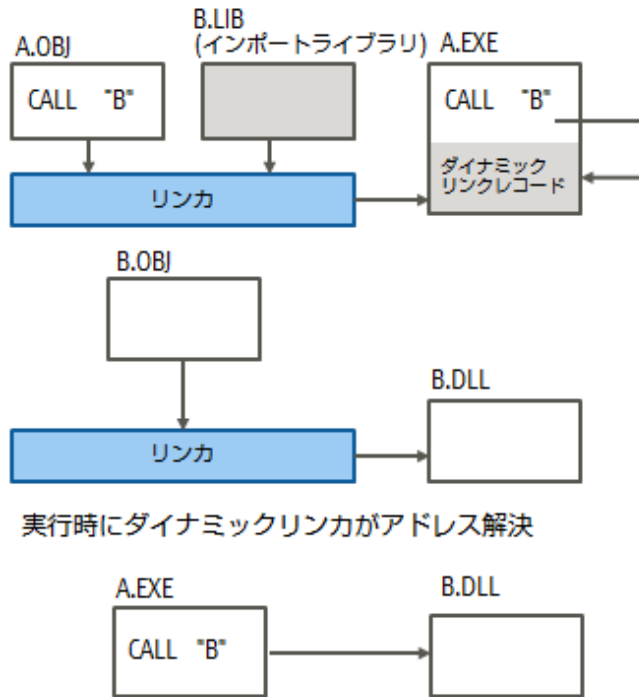 A.OBJ
B.LIB
(インポートライブラリ)
A.EXE
CALL "B"
CALL "B"
ダイナミック
リンクレコード
リンカ
B.OBJ
B.DLL
リンカ
実行時にダイナミックリンカがアドレス解決
A.EXE
B.DLL
CALL "B"